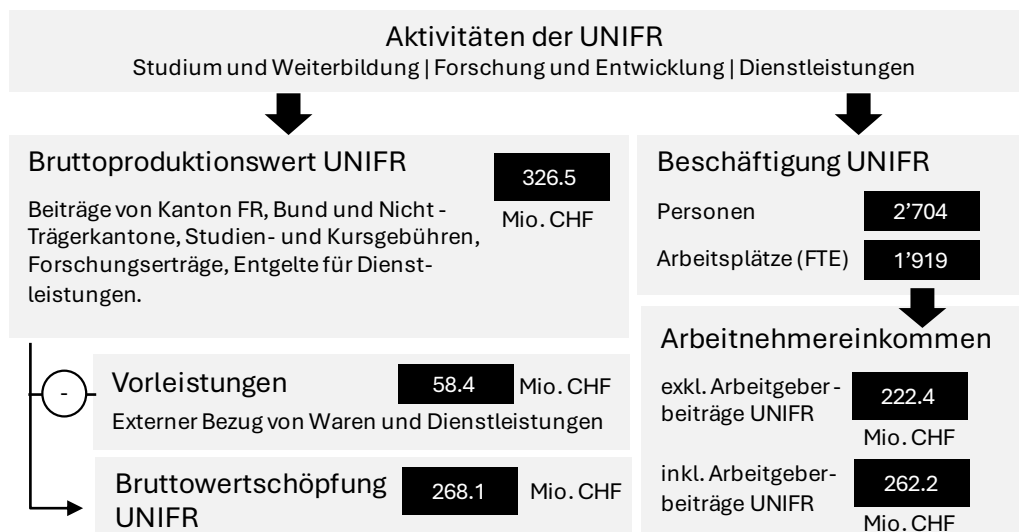 Aktivitäten der UNIFR
Studium und Weiterbildung | Forschung und Entwicklung | Dienstleistungen
Bruttoproduktionswert UNIFR
326.5
Mio. CHF
Beiträge von Kanton FR, Bund und Nicht-
Trägerkantone, Studien- und Kursgebühren,
Forschungserträge, Entgelte für Dienst-
leistungen.
-
Vorleistungen
58.4 Mio. CHF
Externer Bezug von Waren und Dienstleistungen
Bruttowertschöpfung
UNIFR
268.1 Mio. CHF
Beschäftigung UNIFR
Personen 2’704
Arbeitsplätze (FTE) 1’919
Arbeitnehmereinkommen
exkl. Arbeitgeber-
beiträge UNIFR
222.4
Mio. CHF
inkl. Arbeitgeber-
beiträge UNIFR
262.2
Mio. CHF